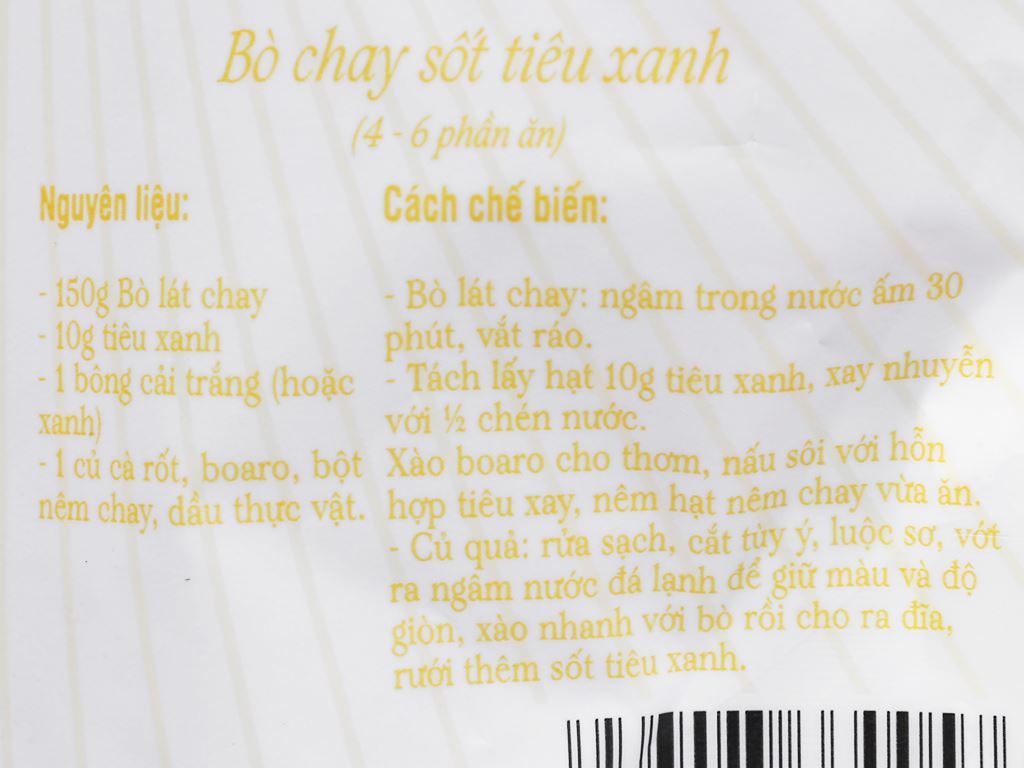 Bò chay sốt tiêu xanh
(4 - 6 phần ăn)
Nguyên liệu:
- 150g Bò lát chay
- 10g tiêu xanh
- 1 bông cải trắng (hoặc
xanh)
- 1 củ cà rốt, boaro, bột
nêm chay, dầu thực vật.
Cách chế biến:
- Bò lát chay: ngâm trong nước ấm 30
phút, vắt ráo.
- Tách lấy hạt 10g tiêu xanh, xay nhuyễn
với ½ chén nước.
Xào boaro cho thơm, nấu sôi với hỗn
hợp tiêu xay, nêm hạt nêm chay vừa ăn.
- Củ quả: rửa sạch, cắt tùy ý, luộc sơ, vớt
ra ngâm nước đá lạnh để giữ màu và độ
giòn, xào nhanh với bò rồi cho ra đĩa,
rưới thêm sốt tiêu xanh.